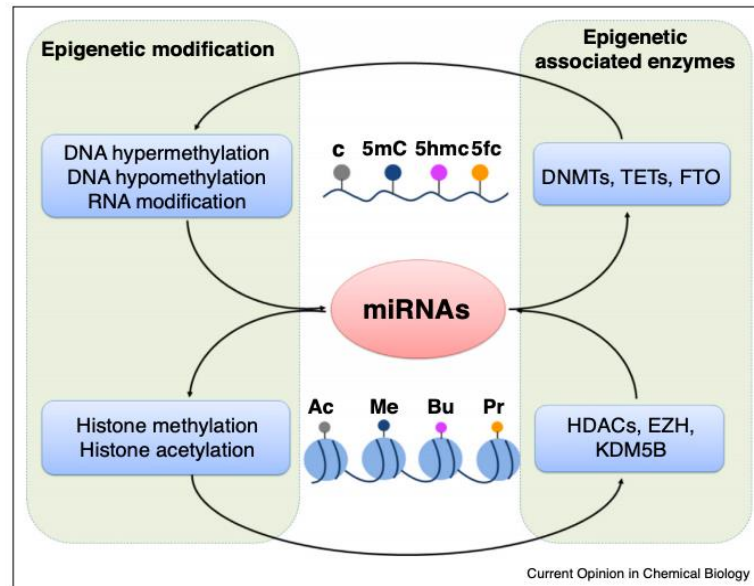 Epigenetic modification
Epigenetic
associated enzymes
DNA hypermethylation
DNA hypomethylation
RNA modification
c 5mC 5hmc 5fc
DNMTs, TETs, FTO
miRNAs
Histone methylation
Histone acetylation
Ac Me Bu Pr
HDACs, EZH,
KDM5B
Current Opinion in Chemical Biology